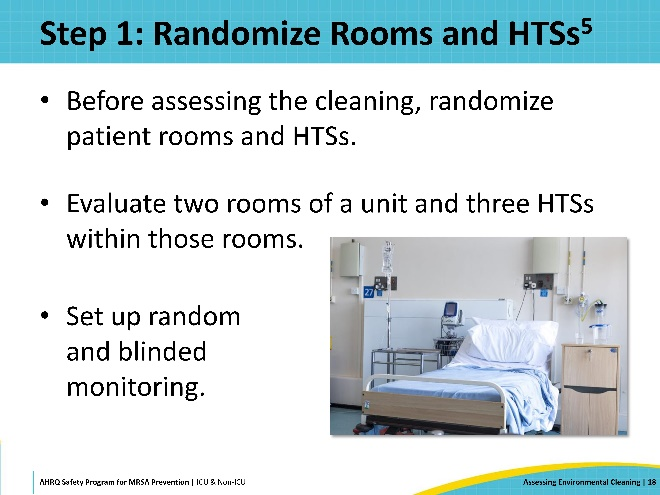 Step 1: Randomize Rooms and HTSs⁵
• Before assessing the cleaning, randomize
patient rooms and HTSs.
• Evaluate two rooms of a unit and three HTSs
within those rooms.
• Set up random
and blinded
monitoring.
27
AHRQ Safety Program for MRSA Prevention | ICU & Non-ICU
Assessing Environmental Cleaning | 18